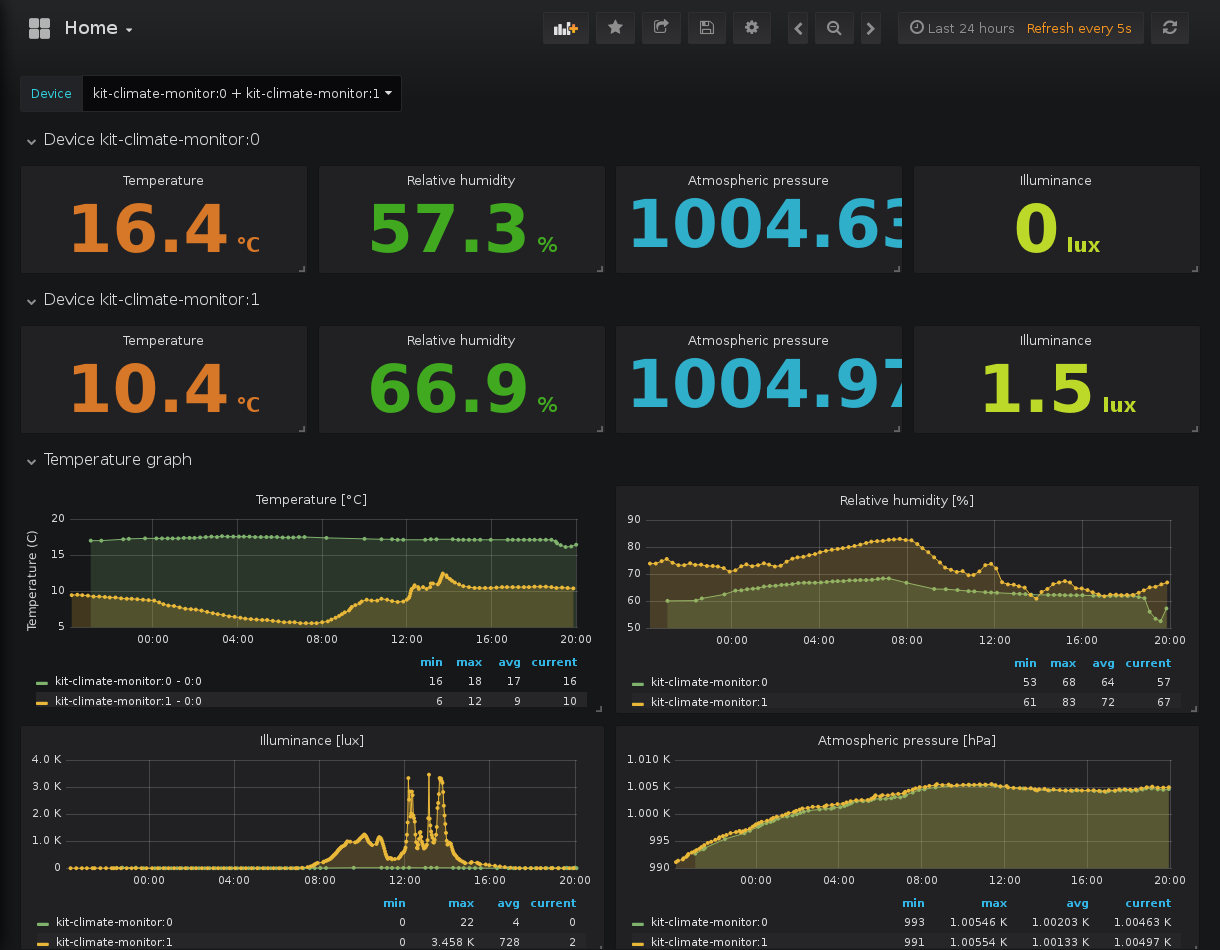 Home
Last 24 hours Refresh every 5s
Device kit-climate-monitor:0 + kit-climate-monitor:1
Device kit-climate-monitor:0
Temperature Relative humidity Atmospheric pressure Illuminance
16.4 °C 57.3 % 1004.63 0 lux
Device kit-climate-monitor:1
Temperature Relative humidity Atmospheric pressure Illuminance
10.4 °C 66.9 % 1004.97 1.5 lux
Temperature graph
Temperature [°C]
Temperature (C)
20
15
10
5
00:00 04:00 08:00 12:00 16:00 20:00
min max avg current
kit-climate-monitor:0 - 0:0 16 18 17 16
kit-climate-monitor:1 - 0:0 6 12 9 10
Relative humidity [%]
90
80
70
60
50
00:00 04:00 08:00 12:00 16:00 20:00
min max avg current
kit-climate-monitor:0 53 68 64 57
kit-climate-monitor:1 61 83 72 67
Illuminance [lux]
4.0 K
3.0 K
2.0 K
1.0 K
0
00:00 04:00 08:00 12:00 16:00 20:00
min max avg current
kit-climate-monitor:0 0 22 4 0
kit-climate-monitor:1 0 3.458 K 728 2
Atmospheric pressure [hPa]
1.010 K
1.005 K
1.000 K
995
990
00:00 04:00 08:00 12:00 16:00 20:00
min max avg current
kit-climate-monitor:0 993 1.00546 K 1.00203 K 1.00463 K
kit-climate-monitor:1 991 1.00554 K 1.00133 K 1.00497 K